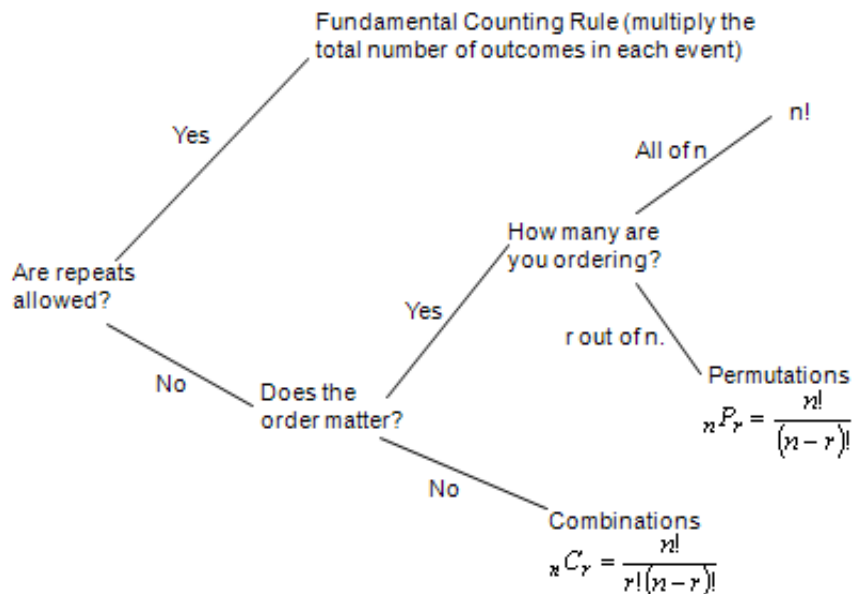 Fundamental Counting Rule (multiply the
total number of outcomes in each event)
Yes
n!
All of n
How many are
you ordering?
Are repeats
allowed?
Yes
r out of n.
No
Does the
order matter?
Permutations
nPr = n!/(n − r)!
No
Combinations
nCr = n!/r!(n − r)!